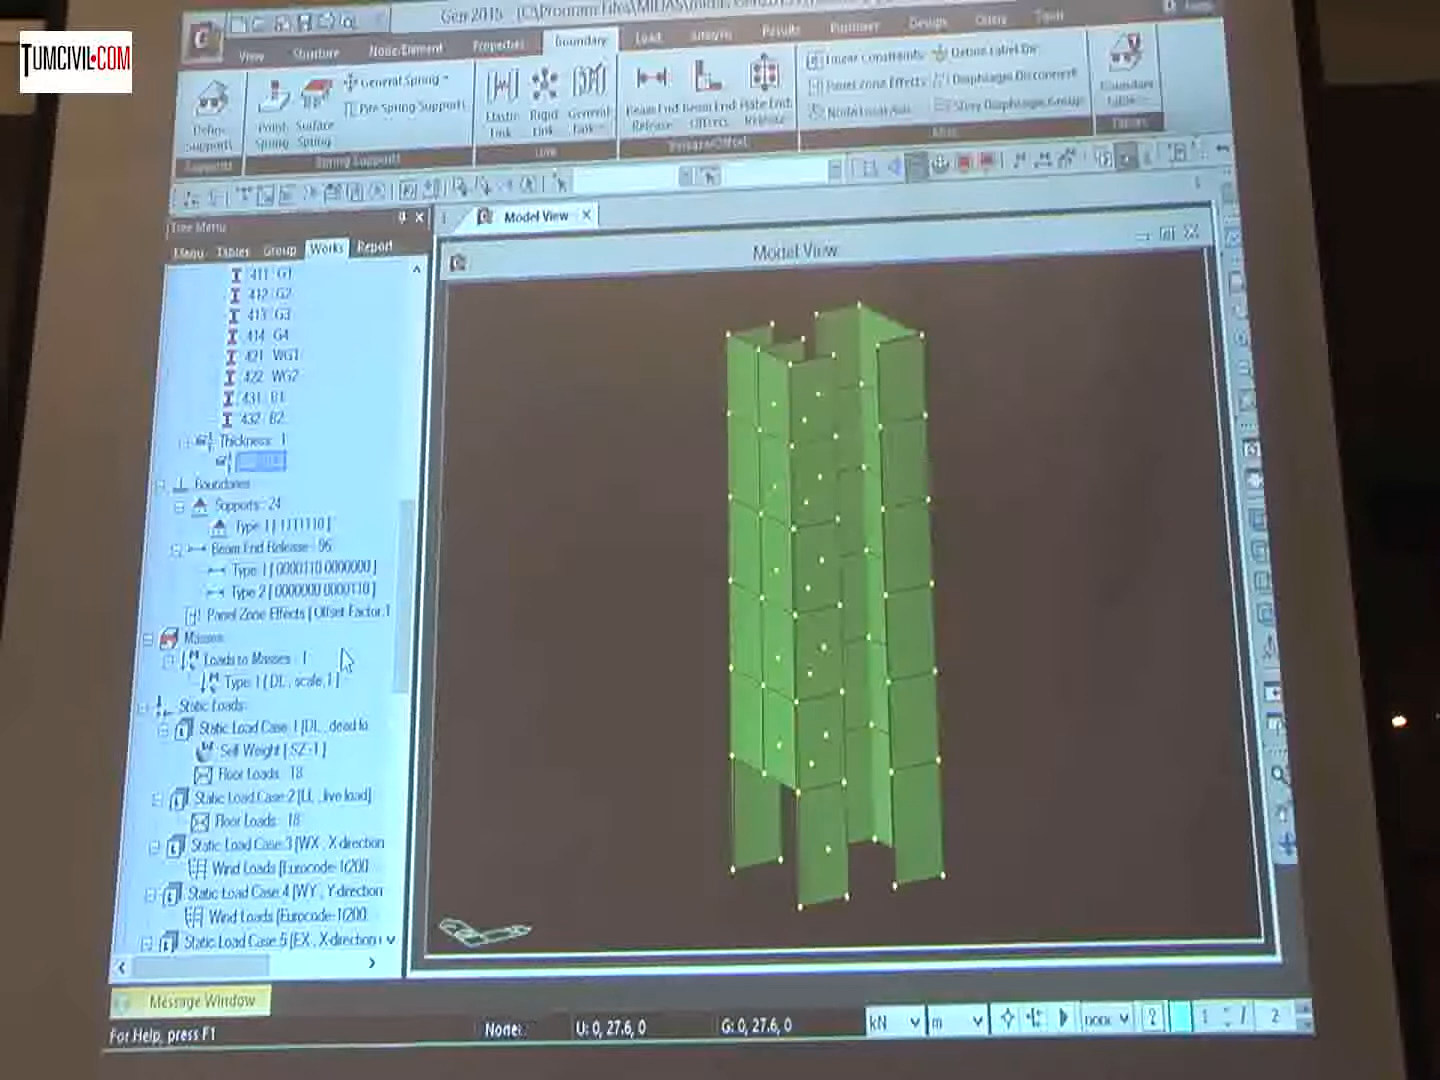 TUMCIVIL.COM
Gen 2015
View Structure Node/Element Properties Boundary Load Analysis Results Pushover Design Query Tools
General Spring
Pile Spring Support
Define Supports
Point Spring
Surface Spring
Elastic Link
Rigid Link
General Link
Beam End Release
Beam End Offsets
Plate End Release
Linear Constraints
Panel Zone Effects
Node Local Axis
Define Label Dir.
Diaphragm Disconnect
Story Diaphragm Group
Boundary Tables
Supports
Spring Supports
Link
Release/Offset
Misc.
Tables
Tree Menu
Menu Tables Group Works Report
Model View
Model View
411 : G1
412 : G2
413 : G3
414 : G4
421 : WG1
422 : WG2
431 : B1
432 : B2
Thickness : 1
Boundaries
Supports : 24
Type 1 [ 1111110 ]
Beam End Release : 96
Type 1 [ 0000110 0000000 ]
Type 2 [ 0000000 0000110 ]
Panel Zone Effects [ Offset Factor:1
Masses
Loads to Masses : 1
Type 1 [ DL , scale,1 ]
Static Loads
Static Load Case 1 [DL , dead lo
Self Weight [ SZ-1 ]
Floor Loads : 18
Static Load Case 2 [LL , live load]
Floor Loads : 18
Static Load Case 3 [WX , X-direction
Wind Loads [Eurocode-1(200
Static Load Case 4 [WY , Y-direction
Wind Loads [Eurocode-1(200
Static Load Case 5 [EX , X-direction
Message Window
For Help, press F1
None:
U: 0, 27.6, 0
G: 0, 27.6, 0
kN
m
none
? 1 / 2